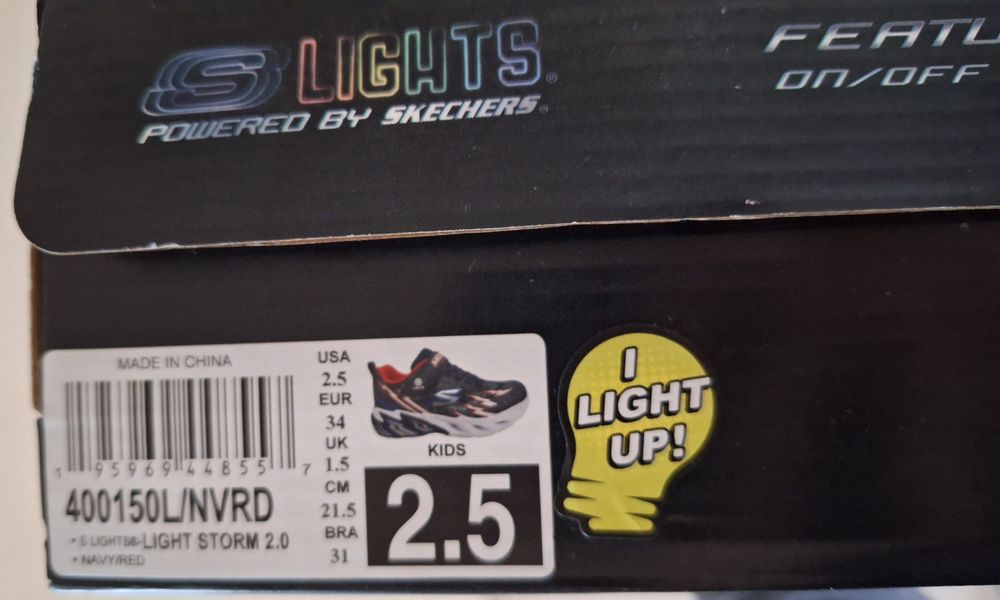 S LIGHTS®
POWERED BY SKECHERS®
FEATU
ON/OFF
MADE IN CHINA
1 95969 44855 7
400150L/NVRD
• S LIGHTS®-LIGHT STORM 2.0
• NAVY/RED
USA
2.5
EUR
34
UK
1.5
CM
21.5
BRA
31
KIDS
2.5
I
LIGHT
UP!